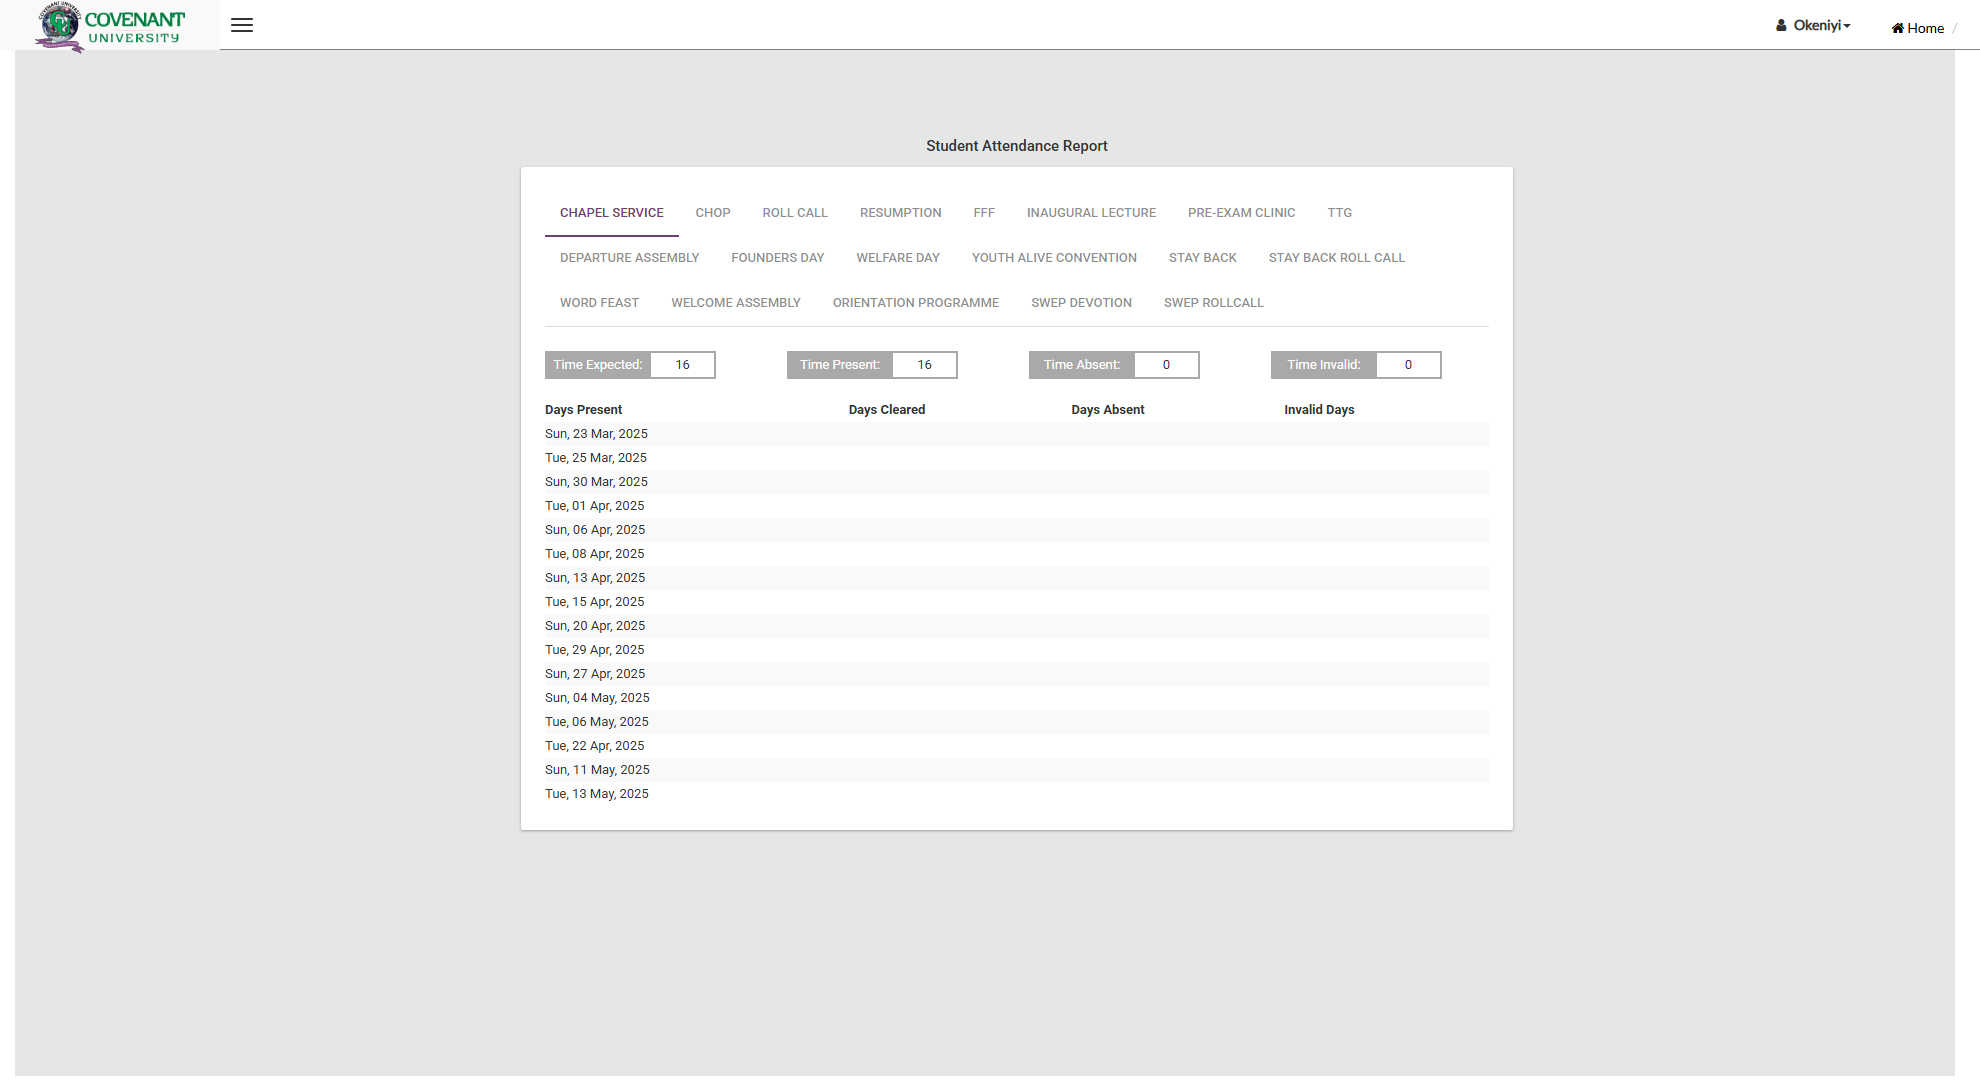 COVENANT UNIVERSITY
COVENANT
UNIVERSITY
Okeniyi
Home /
Student Attendance Report
CHAPEL SERVICE CHOP ROLL CALL RESUMPTION FFF INAUGURAL LECTURE PRE-EXAM CLINIC TTG
DEPARTURE ASSEMBLY FOUNDERS DAY WELFARE DAY YOUTH ALIVE CONVENTION STAY BACK STAY BACK ROLL CALL
WORD FEAST WELCOME ASSEMBLY ORIENTATION PROGRAMME SWEP DEVOTION SWEP ROLLCALL
Time Expected: 16 Time Present: 16 Time Absent: 0 Time Invalid: 0
Days Present Days Cleared Days Absent Invalid Days
Sun, 23 Mar, 2025
Tue, 25 Mar, 2025
Sun, 30 Mar, 2025
Tue, 01 Apr, 2025
Sun, 06 Apr, 2025
Tue, 08 Apr, 2025
Sun, 13 Apr, 2025
Tue, 15 Apr, 2025
Sun, 20 Apr, 2025
Tue, 29 Apr, 2025
Sun, 27 Apr, 2025
Sun, 04 May, 2025
Tue, 06 May, 2025
Tue, 22 Apr, 2025
Sun, 11 May, 2025
Tue, 13 May, 2025